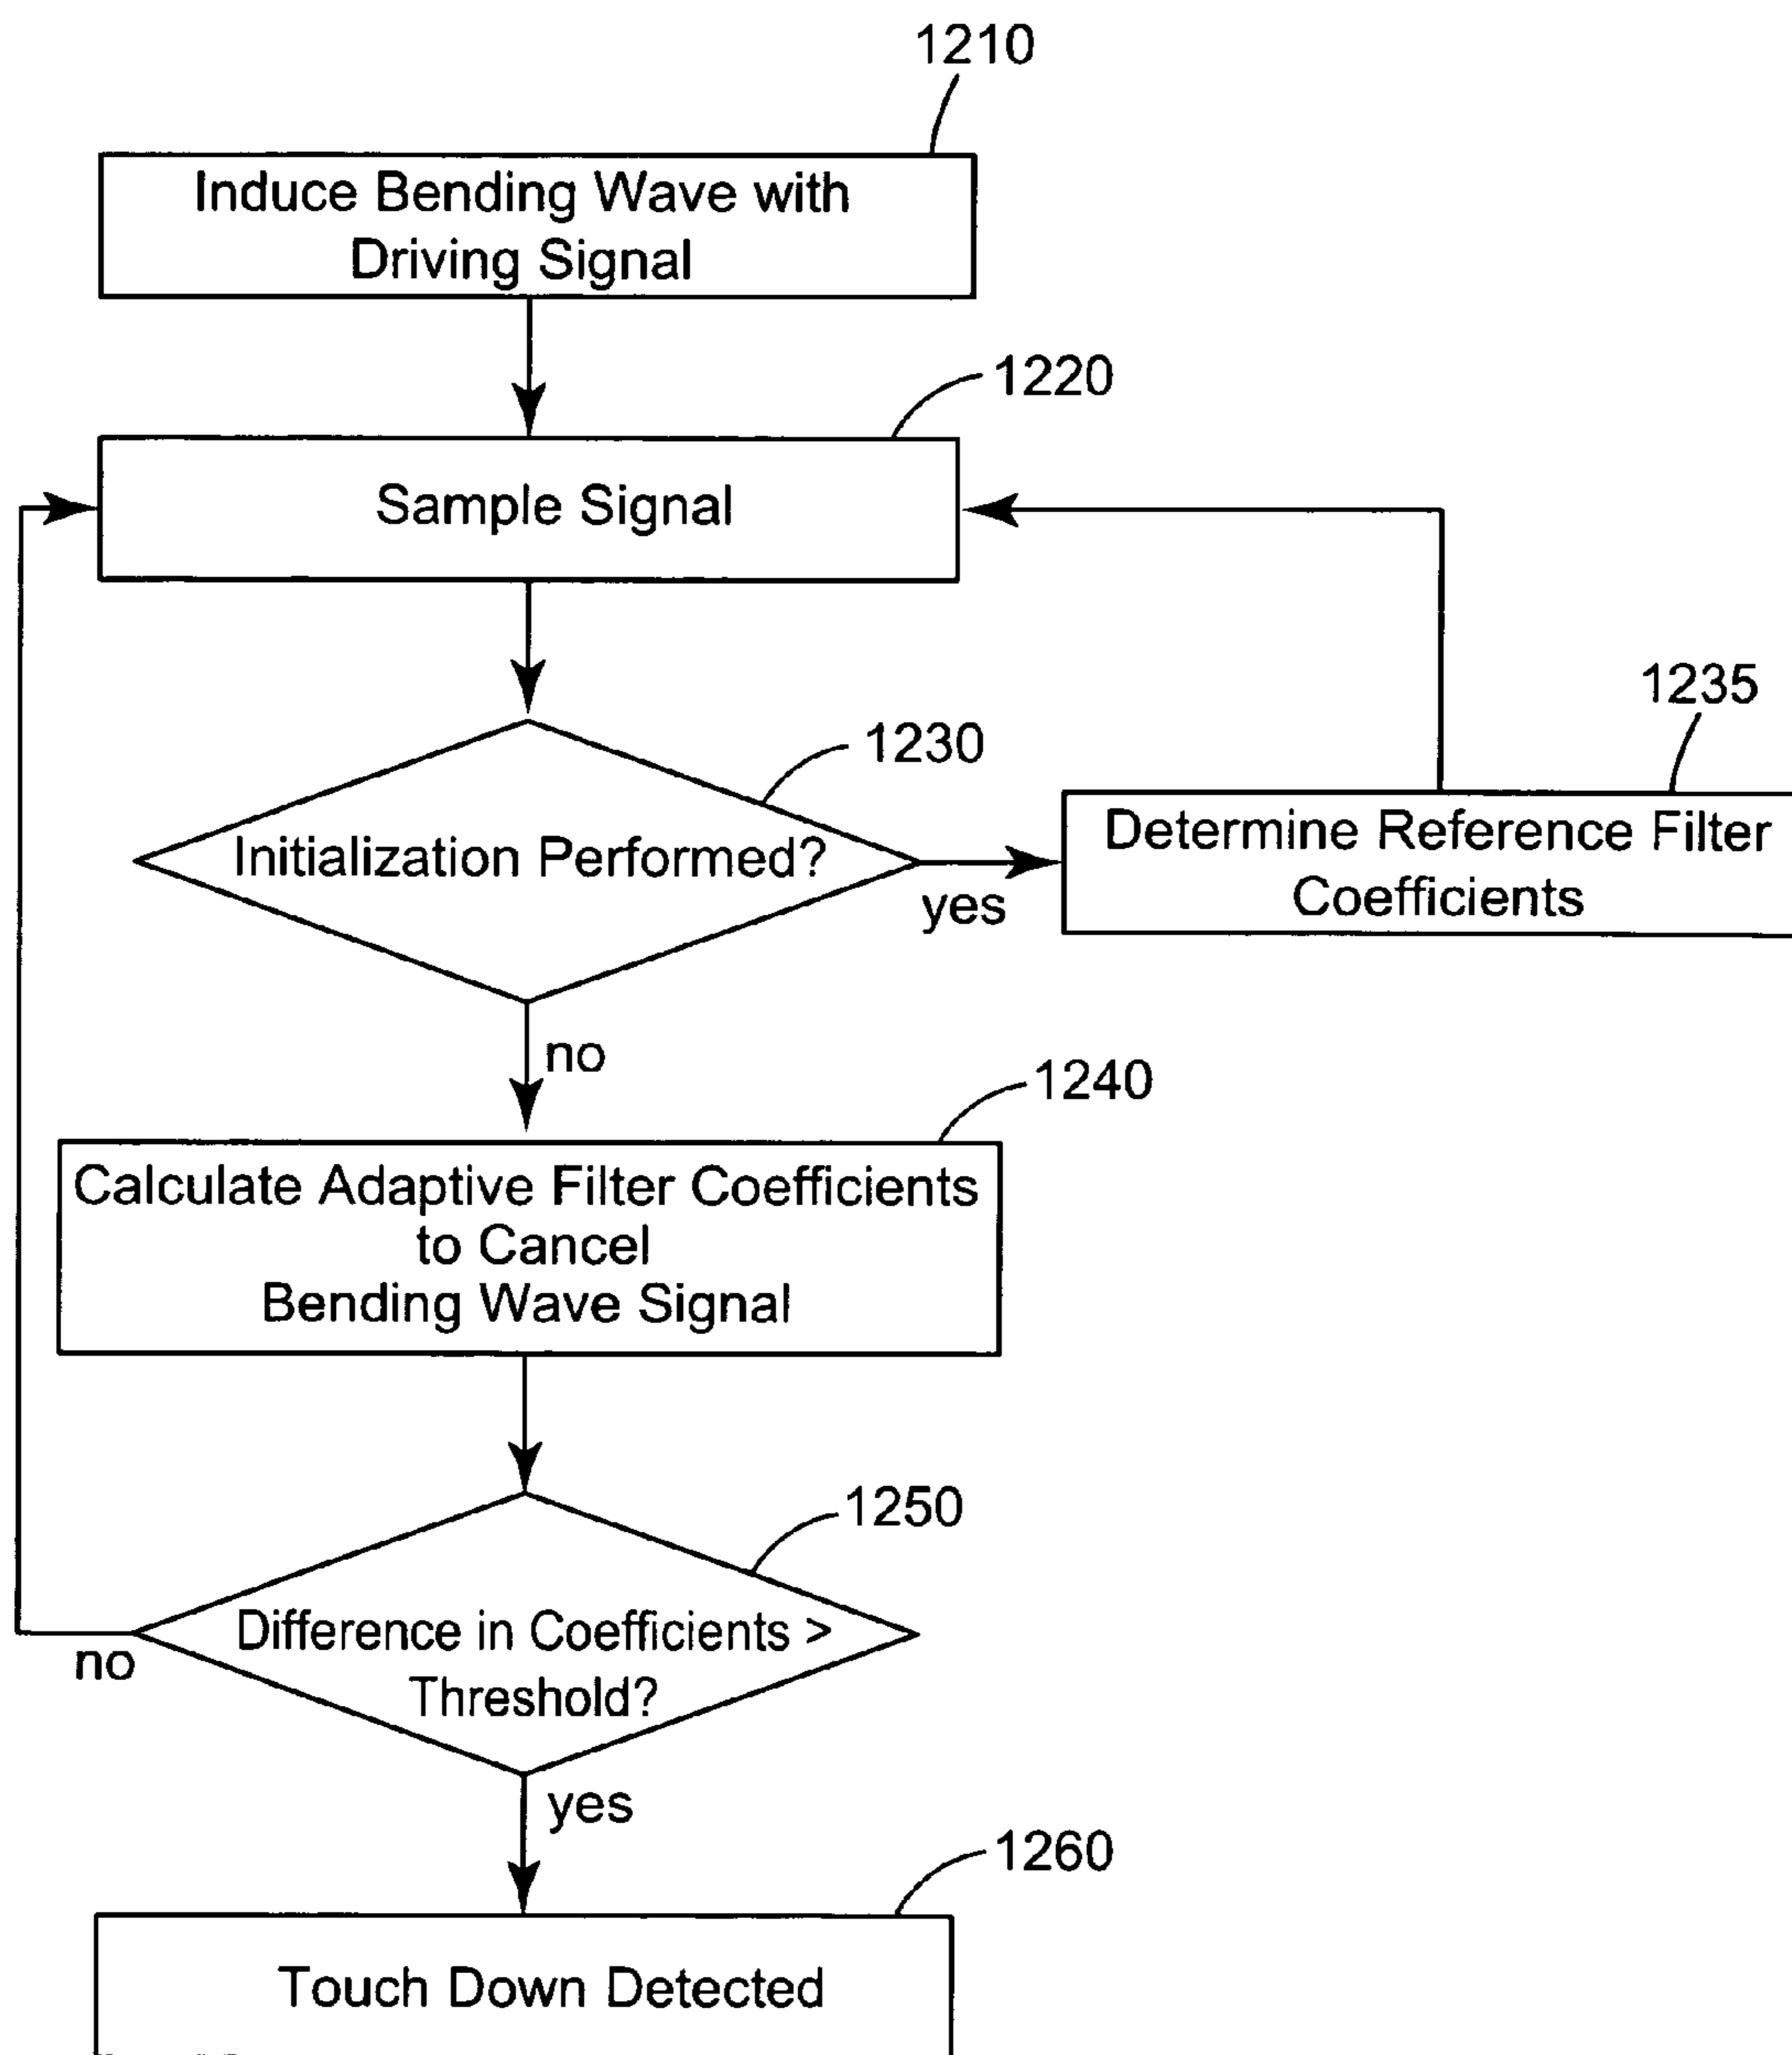 1210
Induce Bending Wave with
Driving Signal
1220
Sample Signal
1230
Initialization Performed?
yes
1235
Determine Reference Filter
Coefficients
no
1240
Calculate Adaptive Filter Coefficients
to Cancel
Bending Wave Signal
1250
Difference in Coefficients >
Threshold?
no
yes
1260
Touch Down Detected